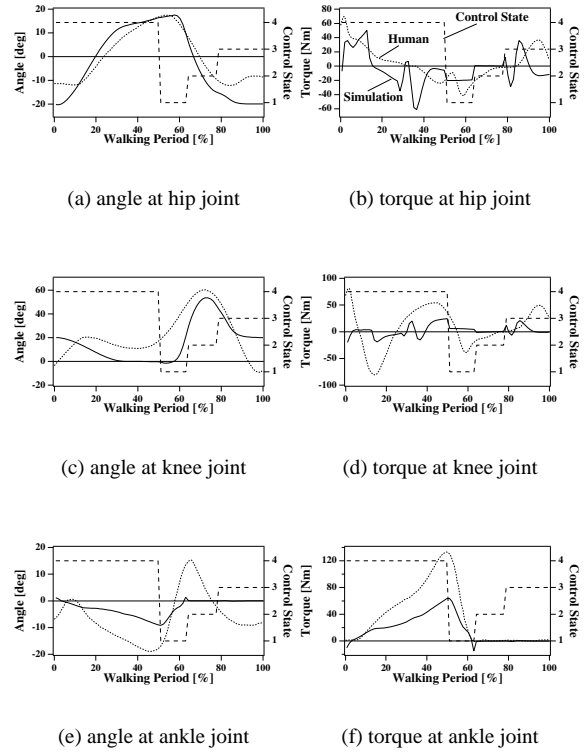 20
10
0
-10
-20
Angle [deg]
4
3
2
1
Control State
0 20 40 60 80 100
Walking Period [%]
(a) angle at hip joint
60
40
20
0
-20
-40
-60
Torque [Nm]
Control State
Human
Simulation
4
3
2
1
Control State
0 20 40 60 80 100
Walking Period [%]
(b) torque at hip joint
60
40
20
0
-20
Angle [deg]
4
3
2
1
Control State
0 20 40 60 80 100
Walking Period [%]
(c) angle at knee joint
100
50
0
-50
-100
Torque [Nm]
4
3
2
1
Control State
0 20 40 60 80 100
Walking Period [%]
(d) torque at knee joint
20
10
0
-10
-20
Angle [deg]
4
3
2
1
Control State
0 20 40 60 80 100
Walking Period [%]
(e) angle at ankle joint
120
80
40
0
Torque [Nm]
4
3
2
1
Control State
0 20 40 60 80 100
Walking Period [%]
(f) torque at ankle joint